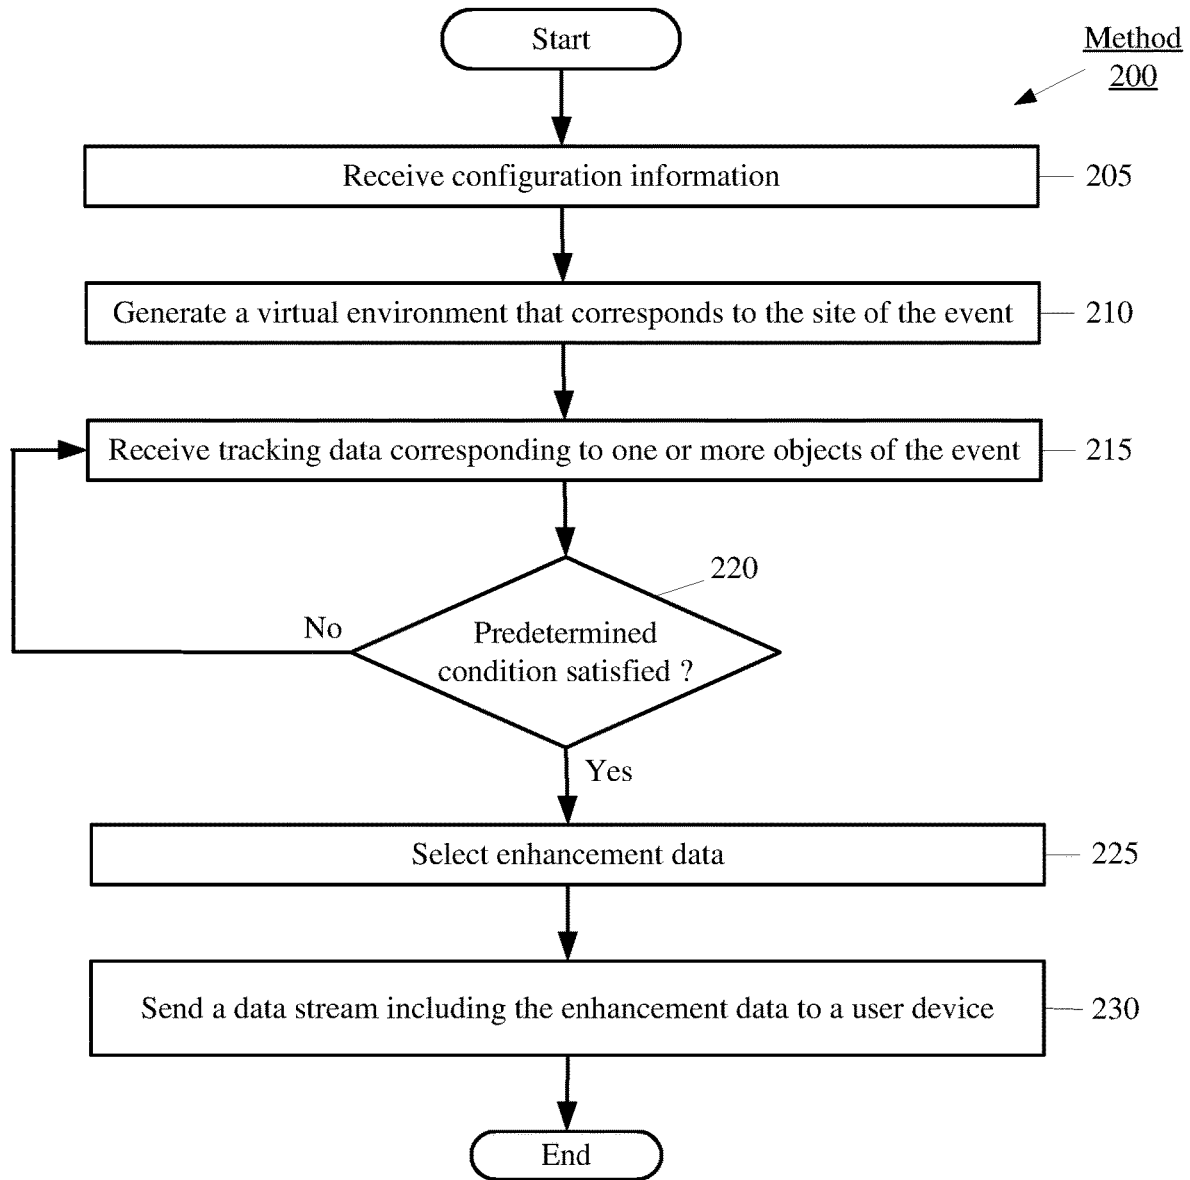 Start
Method
200
Receive configuration information
205
Generate a virtual environment that corresponds to the site of the event
210
Receive tracking data corresponding to one or more objects of the event
215
220
No
Predetermined
condition satisfied ?
Yes
Select enhancement data
225
Send a data stream including the enhancement data to a user device
230
End